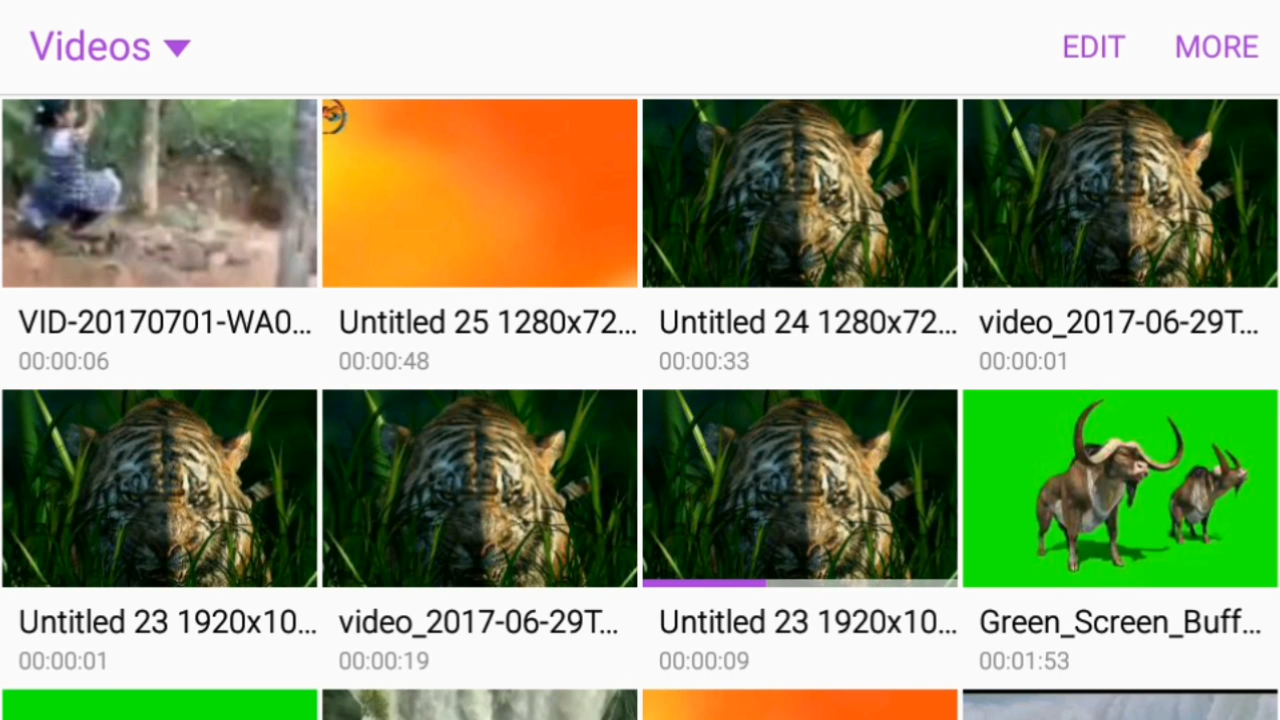 Videos
EDIT
MORE
VID-20170701-WA0...
Untitled 25 1280x72...
Untitled 24 1280x72...
video_2017-06-29T...
00:00:06
00:00:48
00:00:33
00:00:01
Untitled 23 1920x10...
video_2017-06-29T...
Untitled 23 1920x10...
Green_Screen_Buff...
00:00:01
00:00:19
00:00:09
00:01:53